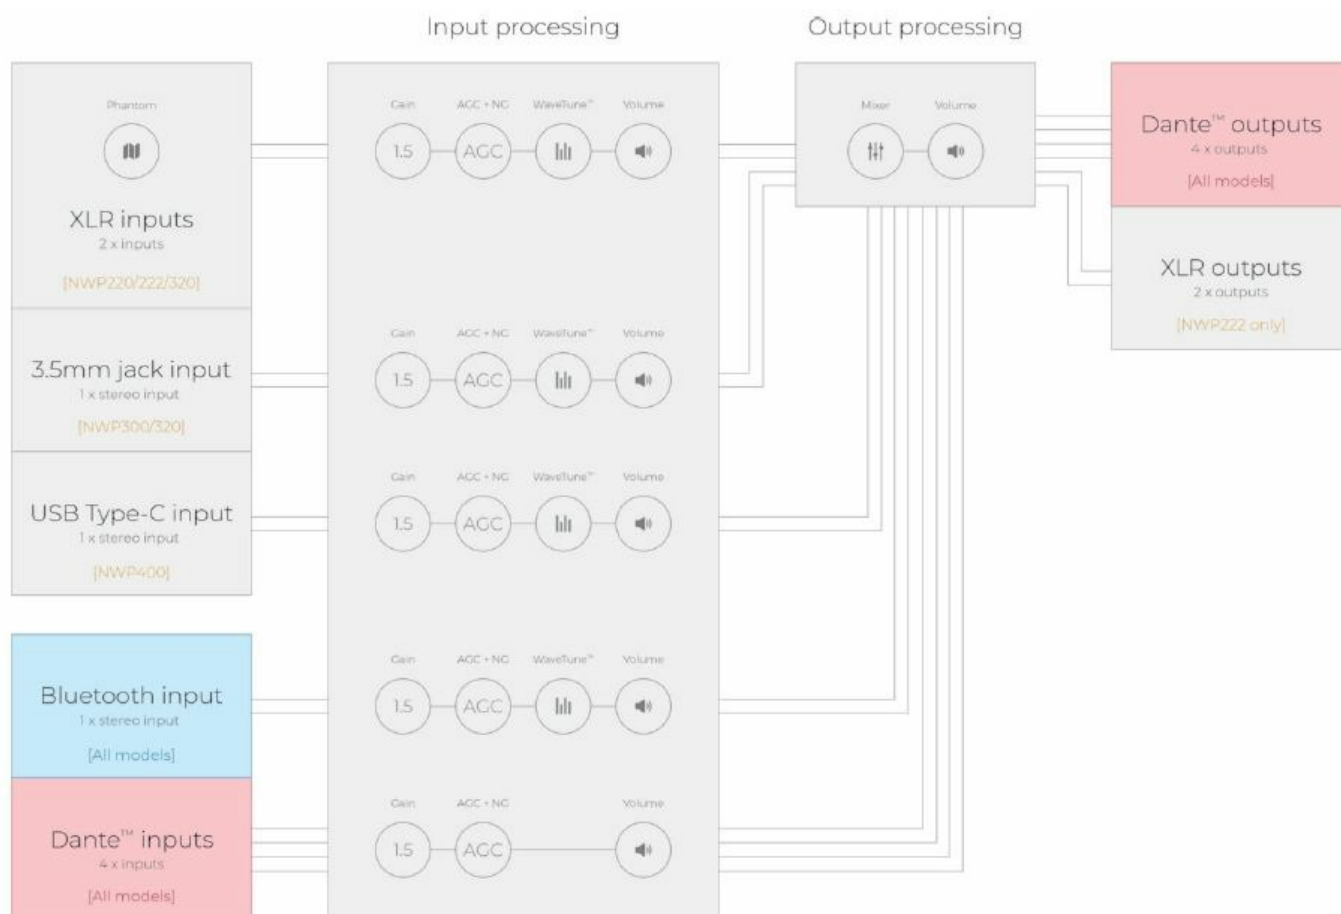 Input processing
Output processing
Phantom
XLR inputs
2 x inputs
[NWP220/222/320]
3.5mm jack input
1 x stereo input
[NWP300/320]
USB Type-C input
1 x stereo input
[NWP400]
Bluetooth input
1 x stereo input
[All models]
Dante™ inputs
4 x inputs
[All models]
Gain AGC + NG WaveTune™ Volume
1.5 AGC
Gain AGC + NG WaveTune™ Volume
1.5 AGC
Gain AGC + NG WaveTune™ Volume
1.5 AGC
Gain AGC + NG WaveTune™ Volume
1.5 AGC
Gain AGC + NG Volume
1.5 AGC
Mixer Volume
Dante™ outputs
4 x outputs
[All models]
XLR outputs
2 x outputs
[NWP222 only]